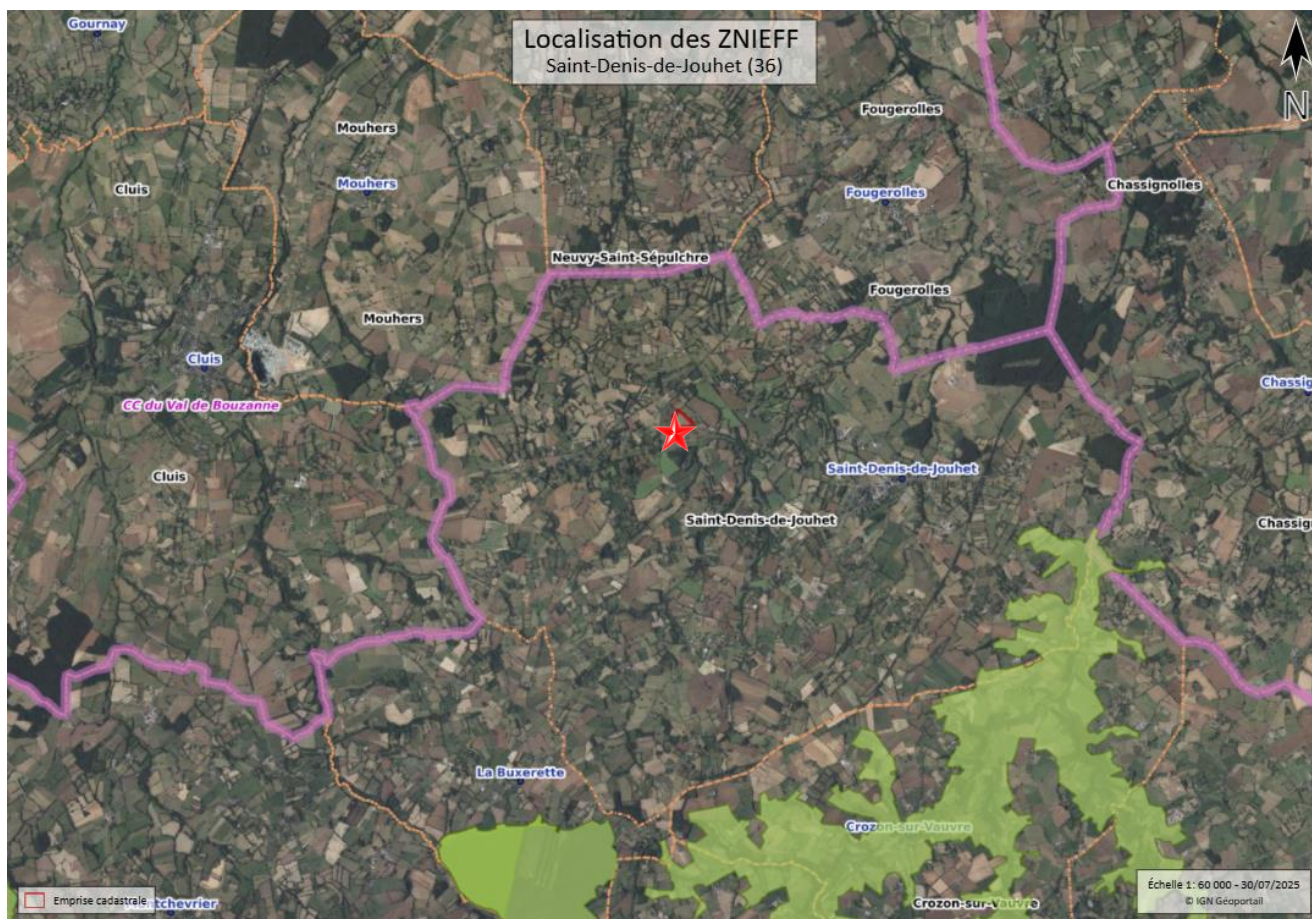 Localisation des ZNIEFF
Saint-Denis-de-Jouhet (36)
Gournay
N
Mouhers
Fougerolles
Cluis
Mouhers
Fougerolles
Chassignolles
Neuvy-Saint-Sépulchre
Fougerolles
Mouhers
Cluis
CC du Val de Bouzanne
Chassig
Saint-Denis-de-Jouhet
Cluis
Saint-Denis-de-Jouhet
Chassign
La Buxerette
Crozon-sur-Vauvre
Emprise cadastrale
ntchevrier
Crozon-sur-Vauvre
Échelle 1: 60 000 - 30/07/2025
© IGN Géoportail